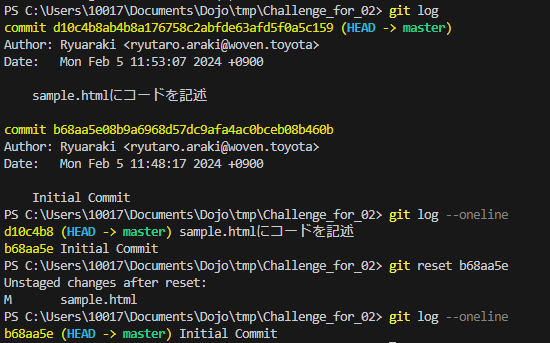 PS C:\Users\10017\Documents\Dojo\tmp\Challenge_for_02> git log
commit d10c4b8ab4b8a176758c2abfde63afd5f0a5c159 (HEAD -> master)
Author: Ryuaraki <ryutaro.araki@woven.toyota>
Date:   Mon Feb 5 11:53:07 2024 +0900
    sample.htmlにコードを記述
commit b68aa5e08b9a6968d57dc9afa4ac0bceb08b460b
Author: Ryuaraki <ryutaro.araki@woven.toyota>
Date:   Mon Feb 5 11:48:17 2024 +0900
    Initial Commit
PS C:\Users\10017\Documents\Dojo\tmp\Challenge_for_02> git log --oneline
d10c4b8 (HEAD -> master) sample.htmlにコードを記述
b68aa5e Initial Commit
PS C:\Users\10017\Documents\Dojo\tmp\Challenge_for_02> git reset b68aa5e
Unstaged changes after reset:
M       sample.html
PS C:\Users\10017\Documents\Dojo\tmp\Challenge_for_02> git log --oneline
b68aa5e (HEAD -> master) Initial Commit